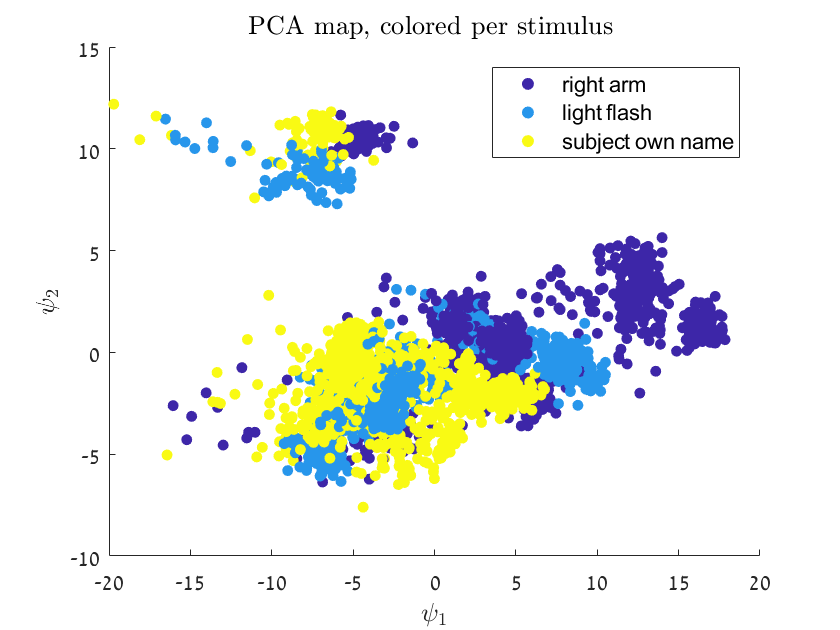 PCA map, colored per stimulus
right arm
light flash
subject own name
15
10
5
0
-5
-10
ψ2
-20 -15 -10 -5 0 5 10 15 20
ψ1